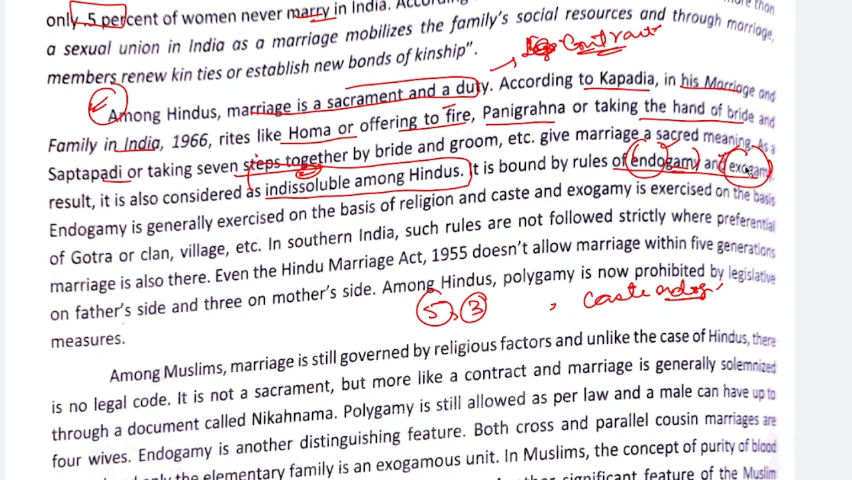 only .5 percent of women never marry in India.
a sexual union in India as a marriage mobilizes the family's social resources and through marriage,
members renew kin ties or establish new bonds of kinship".
Contract
Among Hindus, marriage is a sacrament and a duty. According to Kapadia, in his Marriage and
Family in India, 1966, rites like Homa or offering to fire, Panigrahna or taking the hand of bride and
Saptapadi or taking seven steps together by bride and groom, etc. give marriage a sacred meaning. As a
result, it is also considered as indissoluble among Hindus. It is bound by rules of endogamy and exogamy.
Endogamy is generally exercised on the basis of religion and caste and exogamy is exercised on the basis
of Gotra or clan, village, etc. In southern India, such rules are not followed strictly where preferential
marriage is also there. Even the Hindu Marriage Act, 1955 doesn't allow marriage within five generations
on father's side and three on mother's side. Among Hindus, polygamy is now prohibited by legislative
measures.
5, 3 , caste endog
Among Muslims, marriage is still governed by religious factors and unlike the case of Hindus, there
is no legal code. It is not a sacrament, but more like a contract and marriage is generally solemnized
through a document called Nikahnama. Polygamy is still allowed as per law and a male can have up to
four wives. Endogamy is another distinguishing feature. Both cross and parallel cousin marriages are
only the elementary family is an exogamous unit. In Muslims, the concept of purity of blood
significant feature of the Muslim